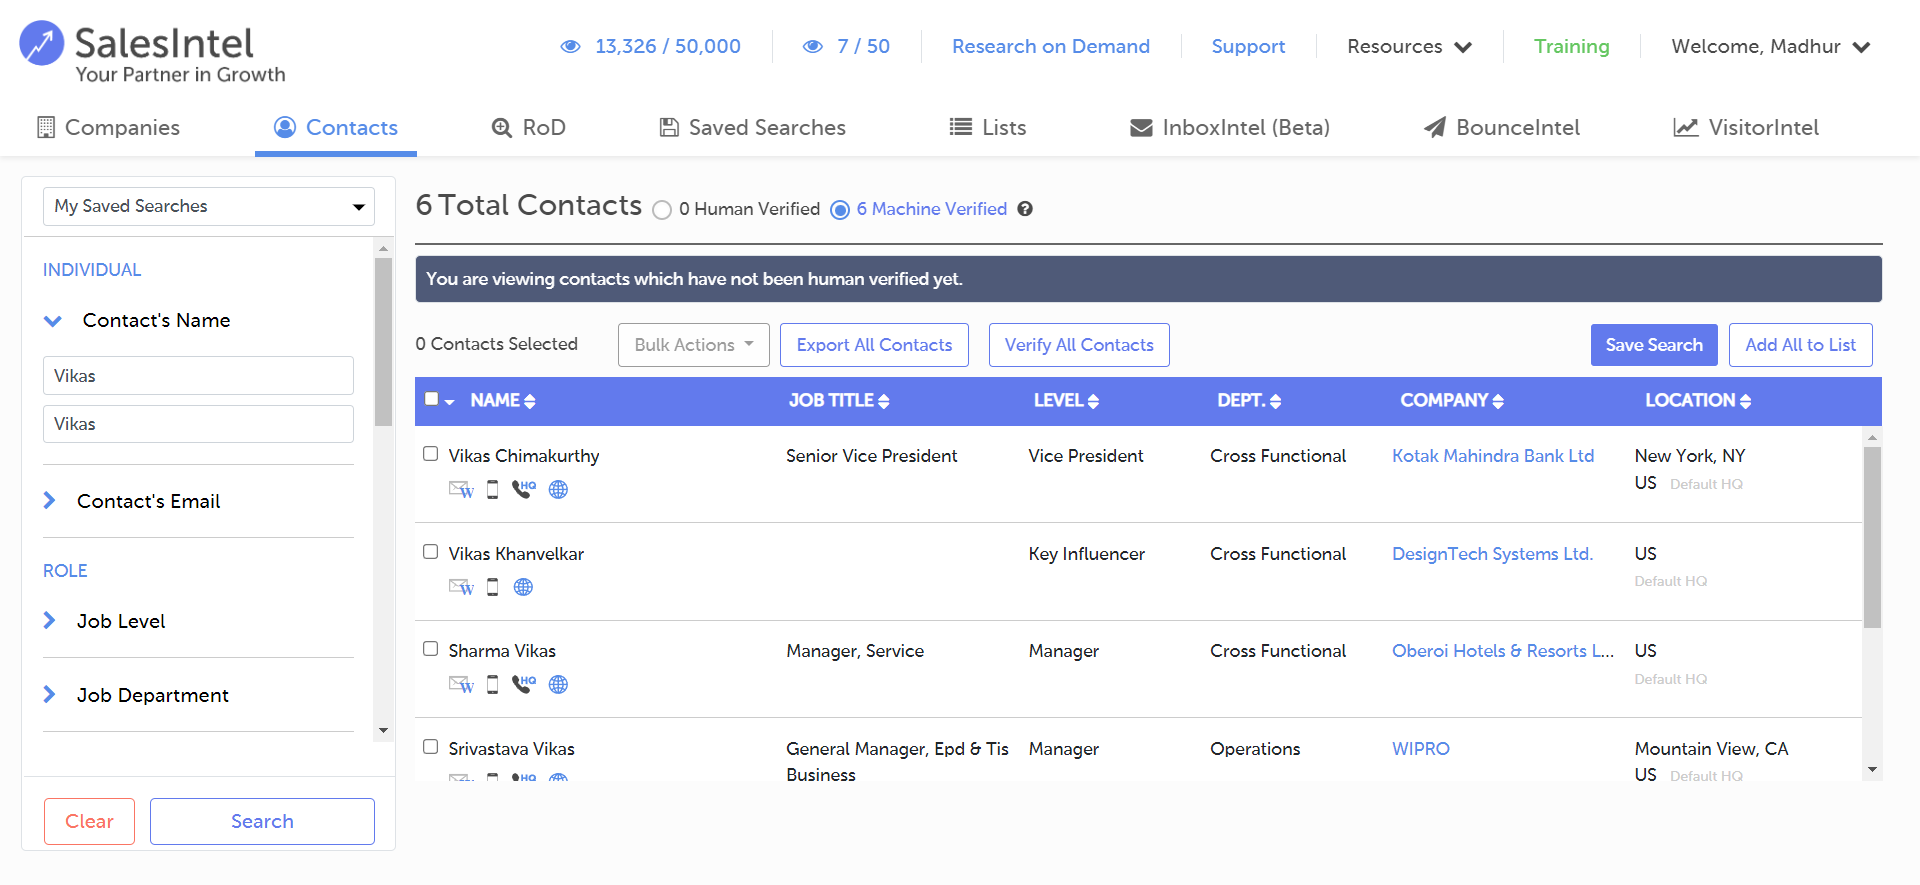 SalesIntel
Your Partner in Growth
13,326 / 50,000
7 / 50
Research on Demand
Support
Resources
Training
Welcome, Madhur
Companies
Contacts
RoD
Saved Searches
Lists
InboxIntel (Beta)
BounceIntel
VisitorIntel
My Saved Searches
INDIVIDUAL
Contact's Name
Vikas
Vikas
Contact's Email
ROLE
Job Level
Job Department
Clear
Search
6 Total Contacts
0 Human Verified
6 Machine Verified
You are viewing contacts which have not been human verified yet.
0 Contacts Selected
Bulk Actions
Export All Contacts
Verify All Contacts
Save Search
Add All to List
NAME JOB TITLE LEVEL DEPT. COMPANY LOCATION
Vikas Chimakurthy Senior Vice President Vice President Cross Functional Kotak Mahindra Bank Ltd New York, NY
W HQ US Default HQ
Vikas Khanvelkar Key Influencer Cross Functional DesignTech Systems Ltd. US
W Default HQ
Sharma Vikas Manager, Service Manager Cross Functional Oberoi Hotels & Resorts L... US
W HQ Default HQ
Srivastava Vikas General Manager, Epd & Tis Manager Operations WIPRO Mountain View, CA
HQ Business US Default HQ